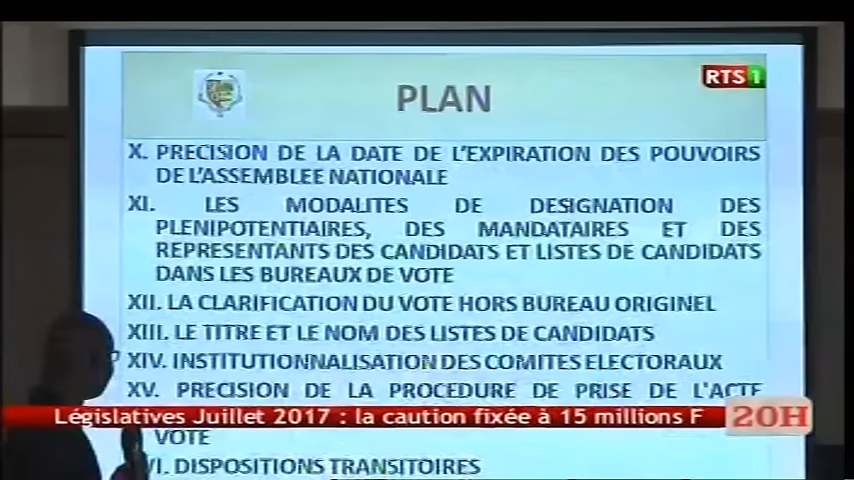 RTS 1
PLAN
X. PRECISION DE LA DATE DE L'EXPIRATION DES POUVOIRS
DE L'ASSEMBLEE NATIONALE
XI. LES MODALITES DE DESIGNATION DES
PLENIPOTENTIAIRES, DES MANDATAIRES ET DES
REPRESENTANTS DES CANDIDATS ET LISTES DE CANDIDATS
DANS LES BUREAUX DE VOTE
XII. LA CLARIFICATION DU VOTE HORS BUREAU ORIGINEL
XIII. LE TITRE ET LE NOM DES LISTES DE CANDIDATS
XIV. INSTITUTIONNALISATION DES COMITES ELECTORAUX
XV. PRECISION DE LA PROCEDURE DE PRISE DE L'ACTE
Législatives Juillet 2017 : la caution fixée à 15 millions F
20H
VOTE
VI. DISPOSITIONS TRANSITOIRES